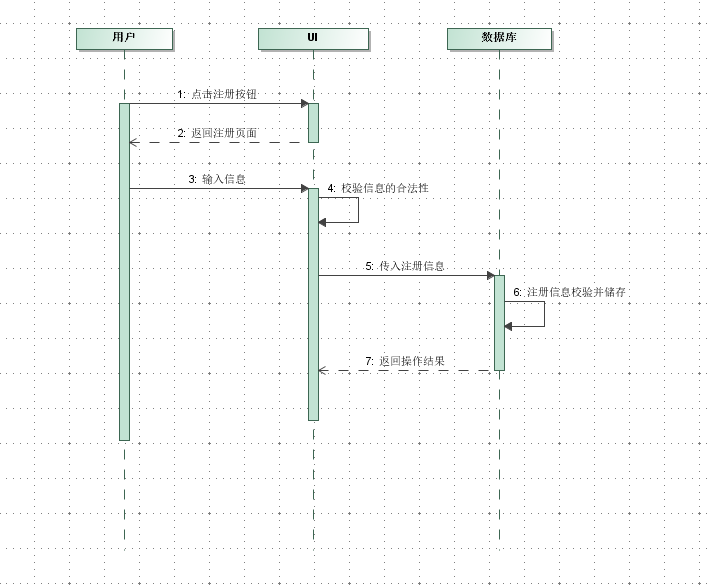 用户
UI
数据库
1: 点击注册按钮
2: 返回注册页面
3: 输入信息
4: 校验信息的合法性
5: 传入注册信息
6: 注册信息校验并储存
7: 返回操作结果